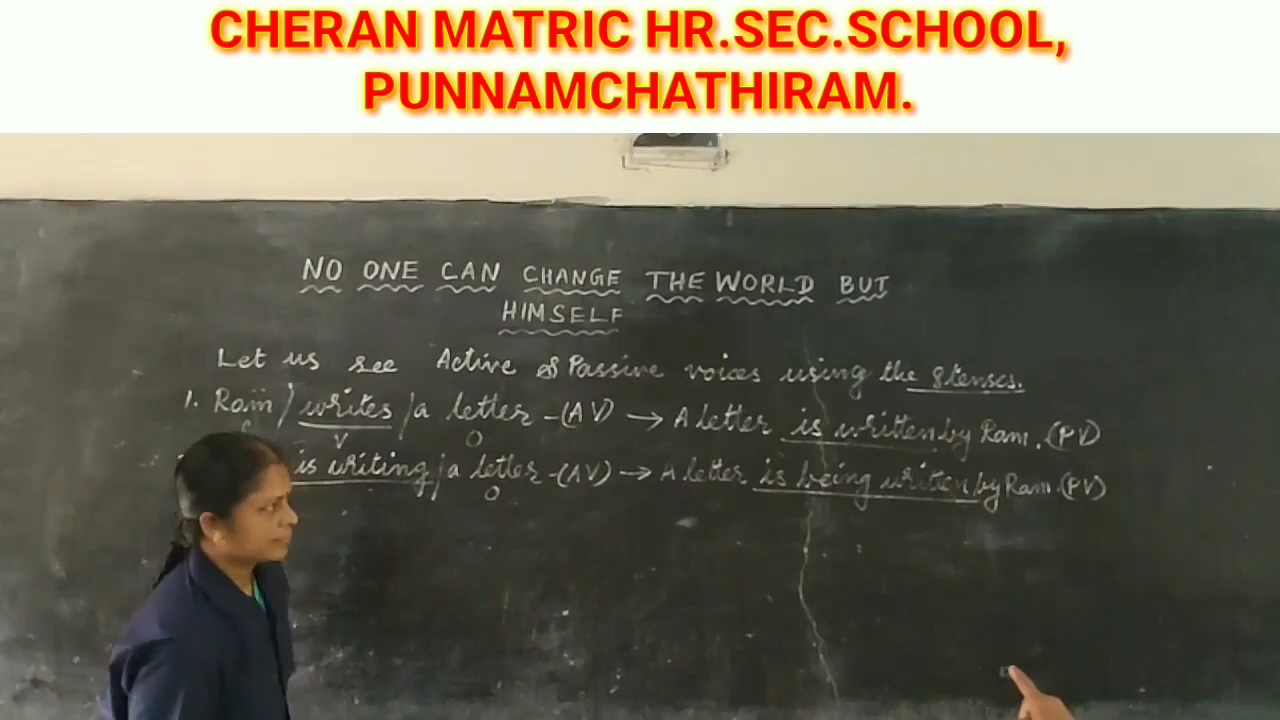 CHERAN MATRIC HR.SEC.SCHOOL,
PUNNAMCHATHIRAM.
NO ONE CAN CHANGE THE WORLD BUT
HIMSELF
Let us see Active & Passive voices using the 8 tenses.
1. Ram / writes / a letter - (AV) → A letter is written by Ram. (PV)
V O
is writing / a letter - (AV) → A letter is being written by Ram. (PV)
O